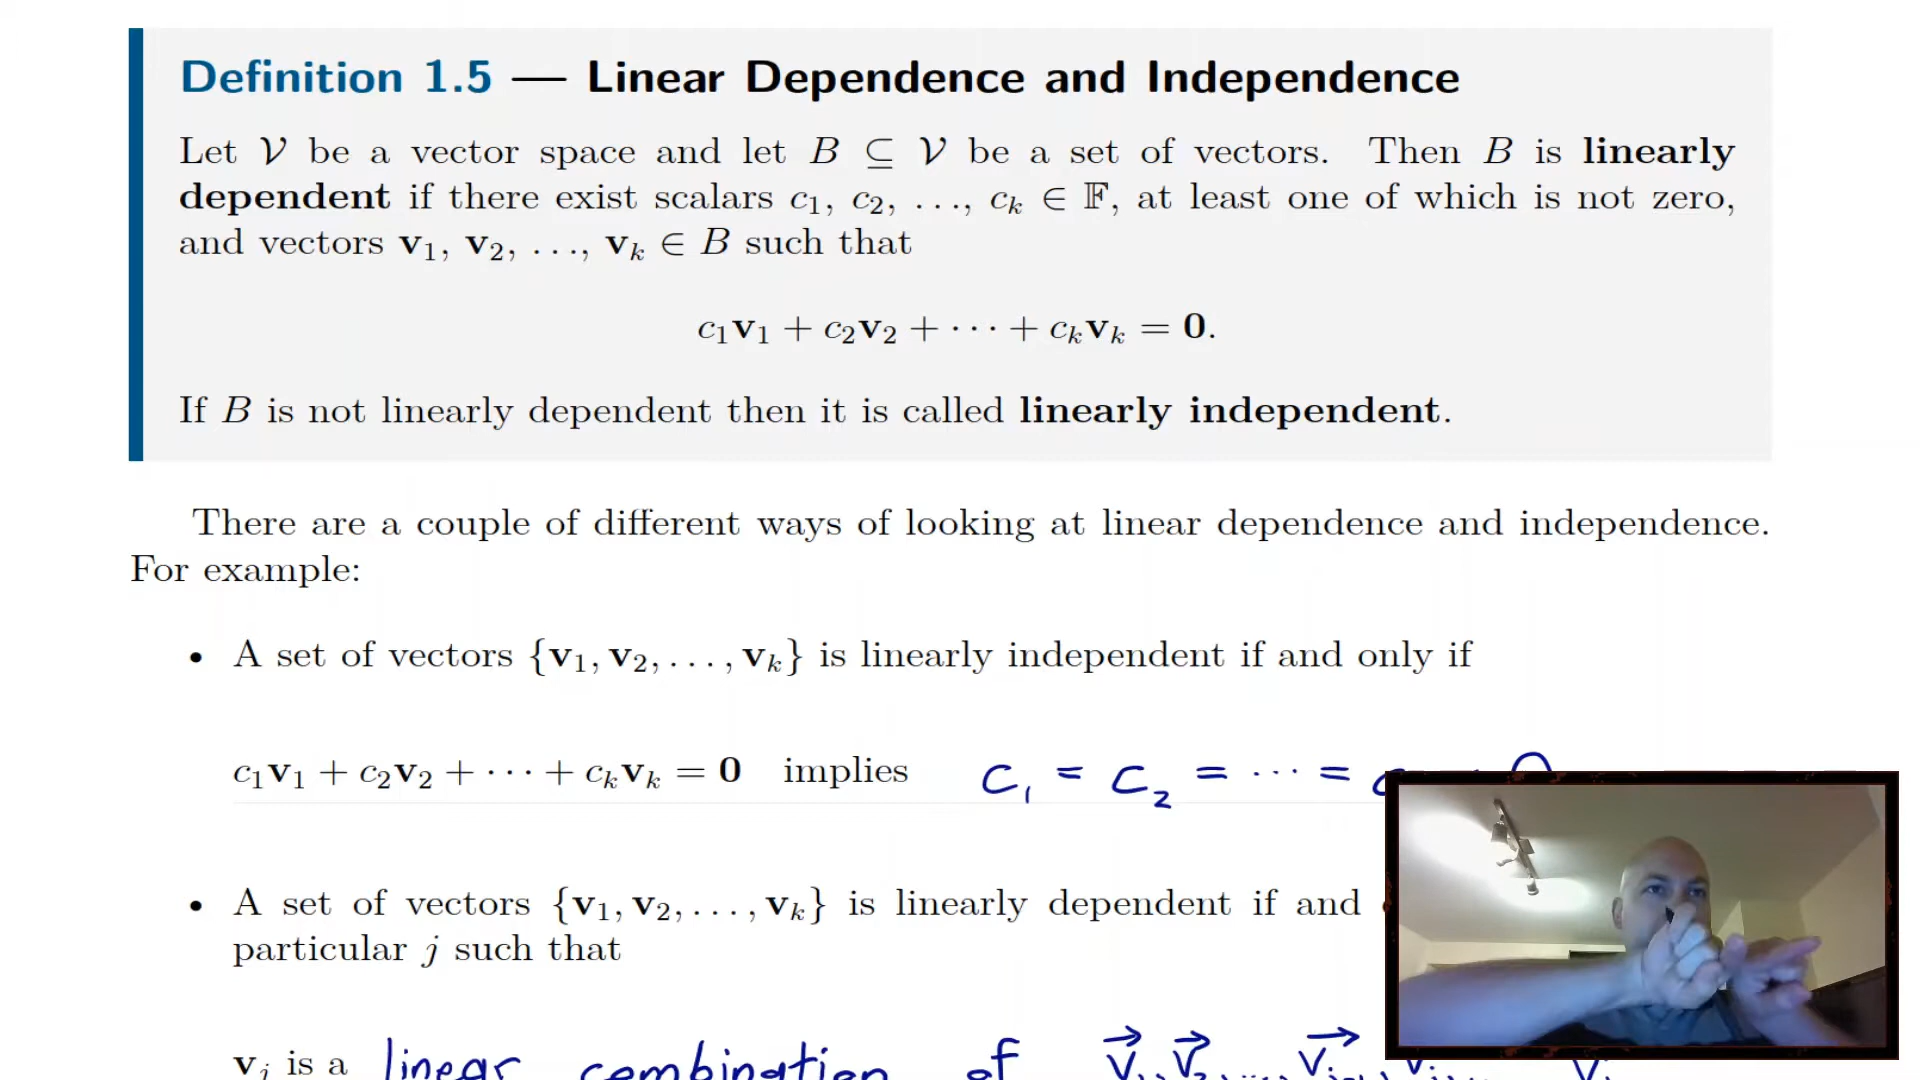 Definition 1.5 — Linear Dependence and Independence
Let 𝒱 be a vector space and let B ⊆ 𝒱 be a set of vectors. Then B is linearly
dependent if there exist scalars c₁, c₂, ..., cₖ ∈ 𝔽, at least one of which is not zero,
and vectors v₁, v₂, ..., vₖ ∈ B such that
c₁v₁ + c₂v₂ + ··· + cₖvₖ = 0.
If B is not linearly dependent then it is called linearly independent.
There are a couple of different ways of looking at linear dependence and independence.
For example:
• A set of vectors {v₁, v₂, ..., vₖ} is linearly independent if and only if
c₁v₁ + c₂v₂ + ··· + cₖvₖ = 0 implies c₁ = c₂ = ··· =
• A set of vectors {v₁, v₂, ..., vₖ} is linearly dependent if and
particular j such that
vⱼ is a linear combination of v⃗₁, v⃗₂, ...,